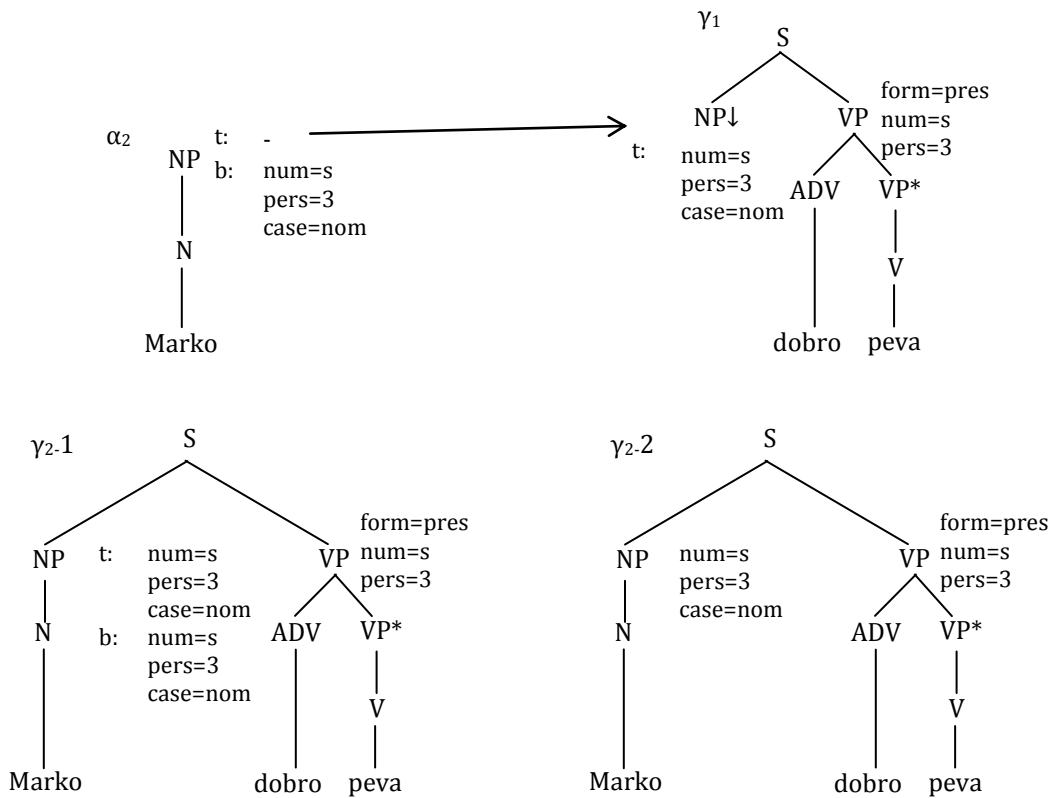 γ1
S
form=pres
NP↓ VP num=s
pers=3
α2 t: -
NP b: num=s
pers=3
case=nom
t: num=s
pers=3
case=nom
ADV VP*
N V
Marko dobro peva
γ2-1 S
form=pres
NP t: num=s VP num=s
pers=3 pers=3
case=nom
N b: num=s ADV VP*
pers=3
case=nom V
Marko dobro peva
γ2-2 S
form=pres
NP num=s VP num=s
pers=3 pers=3
case=nom
N ADV VP*
V
Marko dobro peva